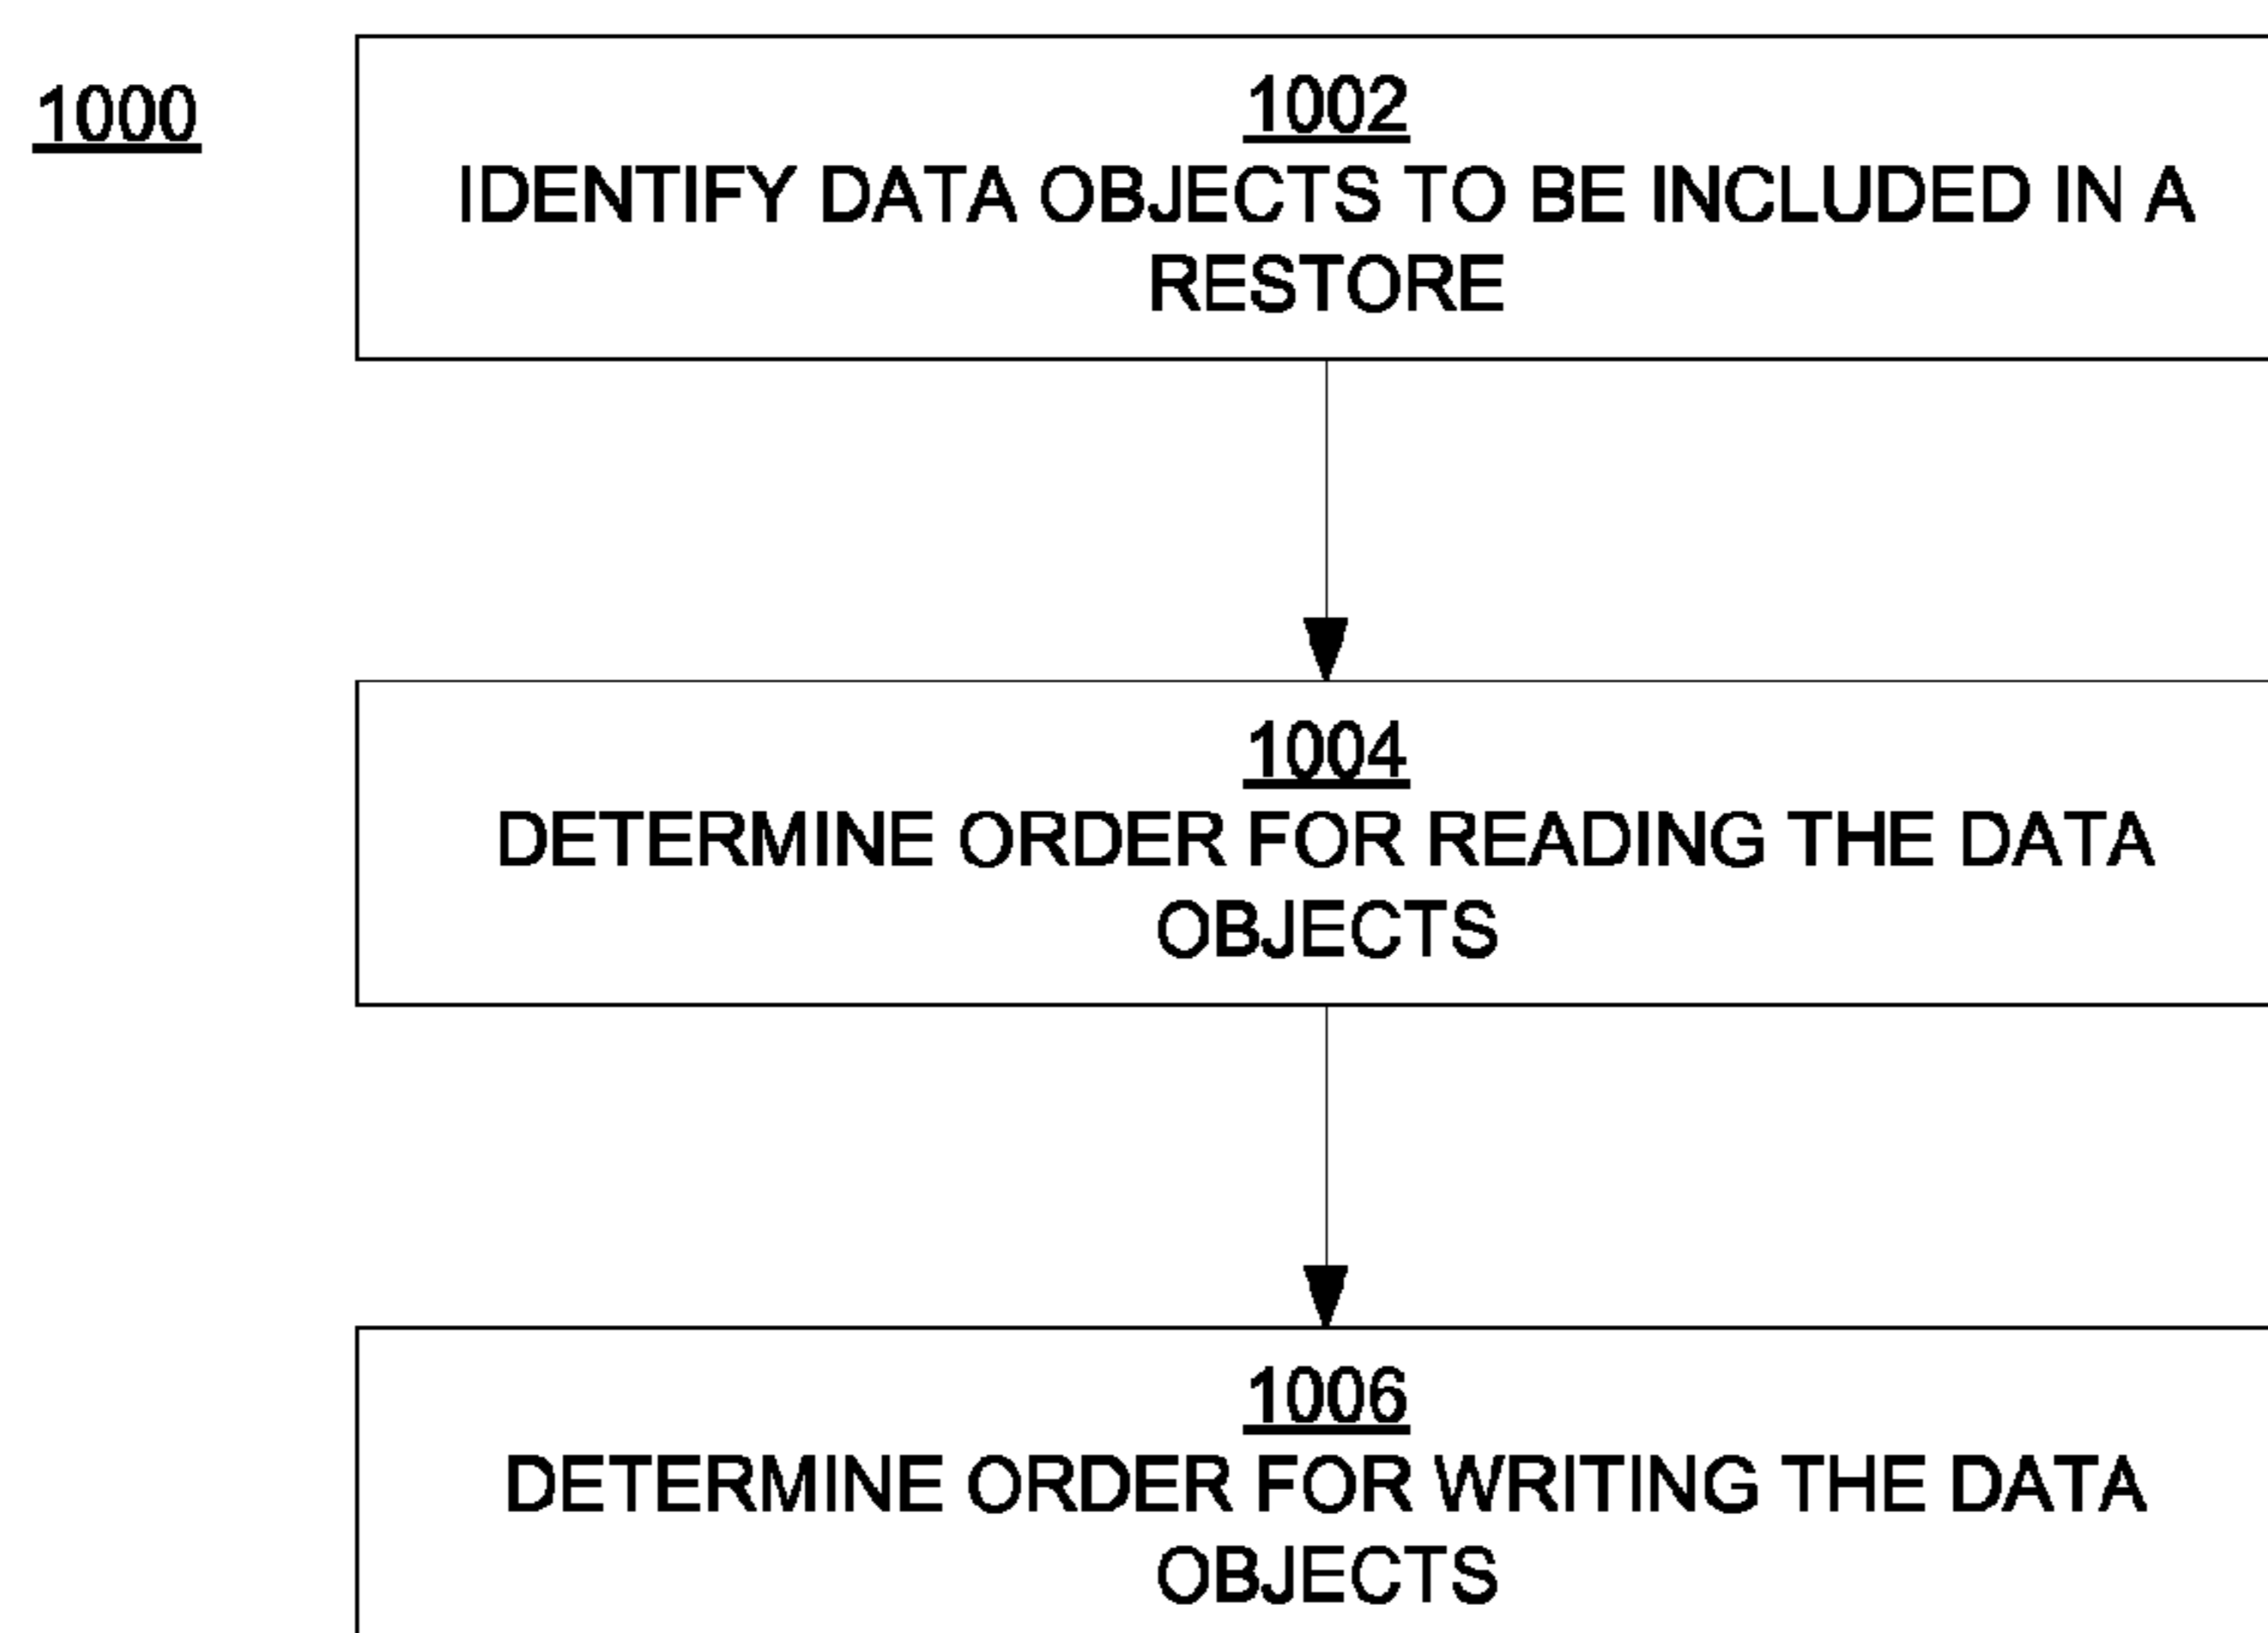 1000
1002
IDENTIFY DATA OBJECTS TO BE INCLUDED IN A
RESTORE
1004
DETERMINE ORDER FOR READING THE DATA
OBJECTS
1006
DETERMINE ORDER FOR WRITING THE DATA
OBJECTS